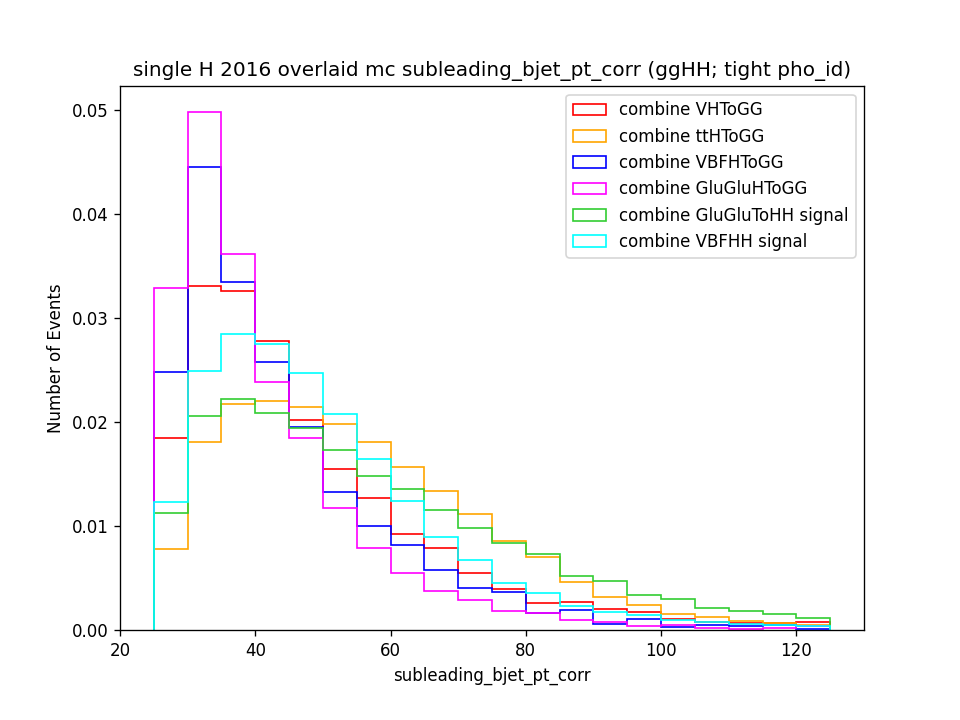 single H 2016 overlaid mc subleading_bjet_pt_corr (ggHH; tight pho_id)
combine VHToGG
combine ttHToGG
combine VBFHToGG
combine GluGluHToGG
combine GluGluToHH signal
combine VBFHH signal
Number of Events
0.05
0.04
0.03
0.02
0.01
0.00
20 40 60 80 100 120
subleading_bjet_pt_corr